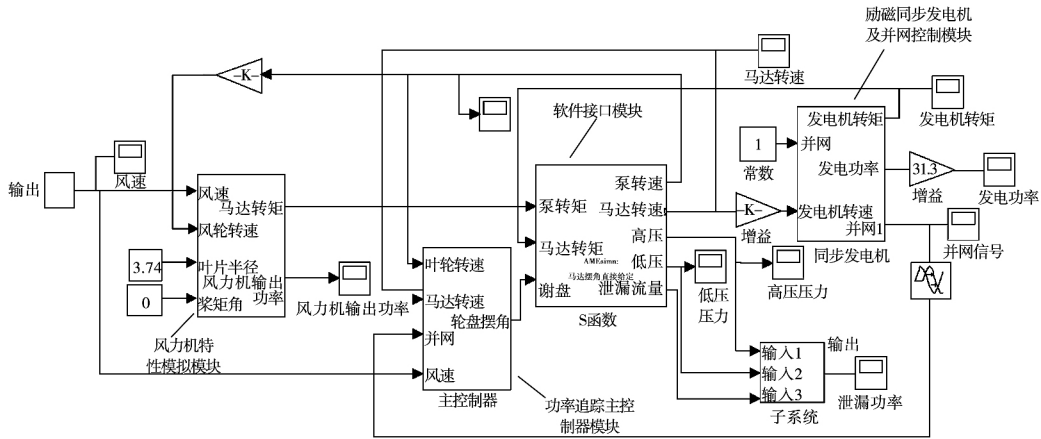 励磁同步发电机
及并网控制模块
马达转速
-K-
软件接口模块
发电机转矩
发电机转矩
并网
1
常数
发电功率
31.3
增益
发电功率
输出
风速
风速
马达转矩
风轮转速
3.74
叶片半径
风力机输出
功率
0
桨矩角
风力机输出功率
风力机特
性模拟模块
泵转速
泵转矩
马达转速
-K-
增益
发电机转速
并网1
同步发电机
并网信号
高压
马达转矩
AMEsimm:
低压
马达摆角直接给定
谢盘
泄漏流量
S函数
低压
压力
高压压力
叶轮转速
马达转速
轮盘摆角
并网
风速
主控制器
功率追踪主控
制器模块
输入1
输入2
输入3
输出
子系统
泄漏功率